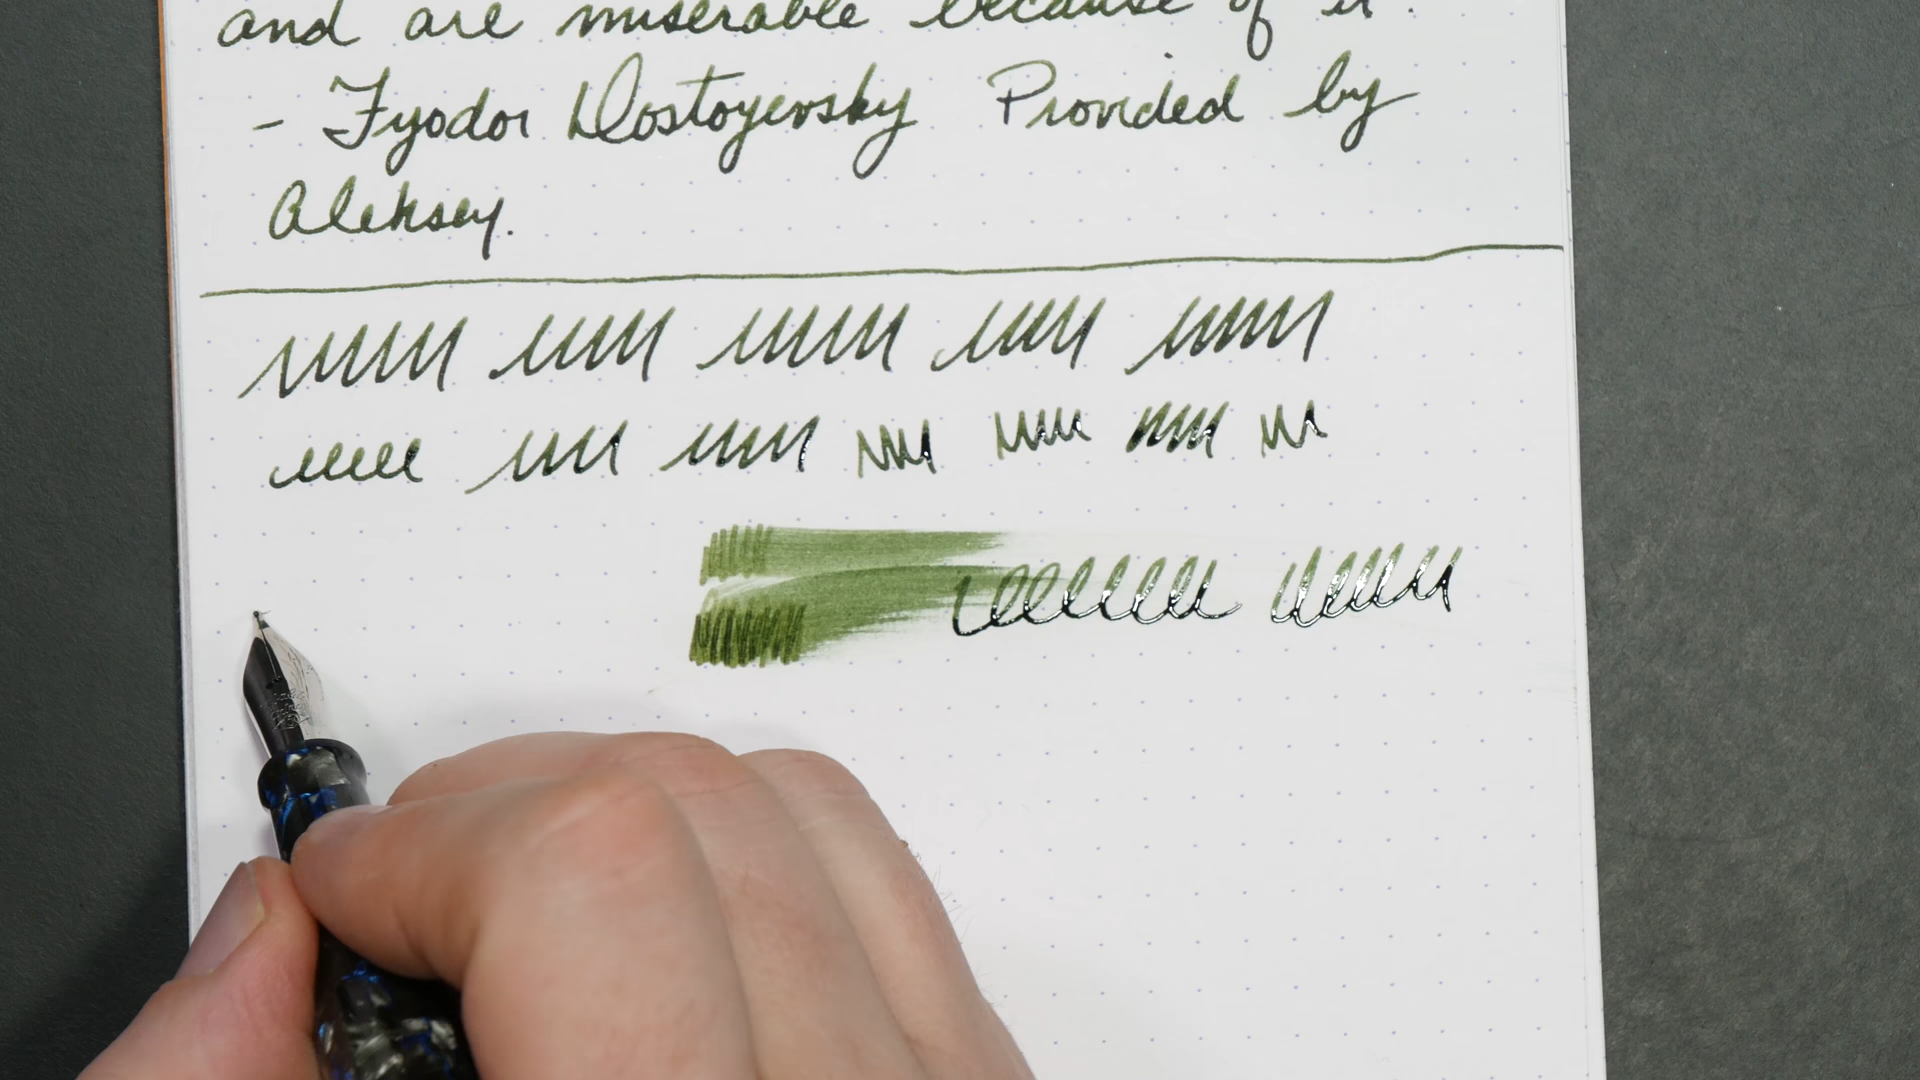 and are miserable because of it.
- Fyodor Dostoyevsky Provided by
Aleksey.